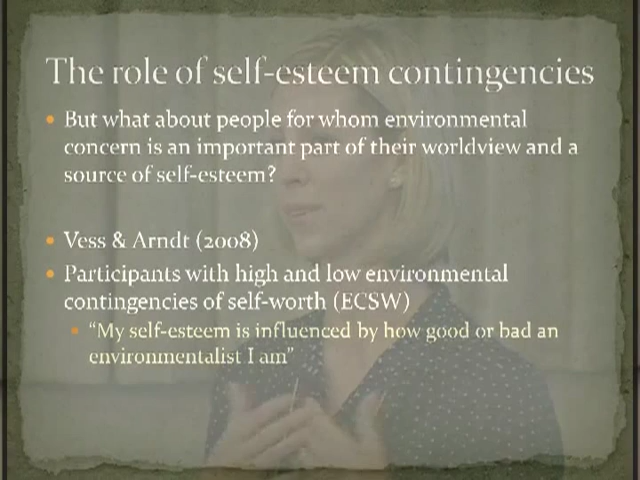 The role of self-esteem contingencies
But what about people for whom environmental
concern is an important part of their worldview and a
source of self-esteem?
Vess & Arndt (2008)
Participants with high and low environmental
contingencies of self-worth (ECSW)
"My self-esteem is influenced by how good or bad an
environmentalist I am"